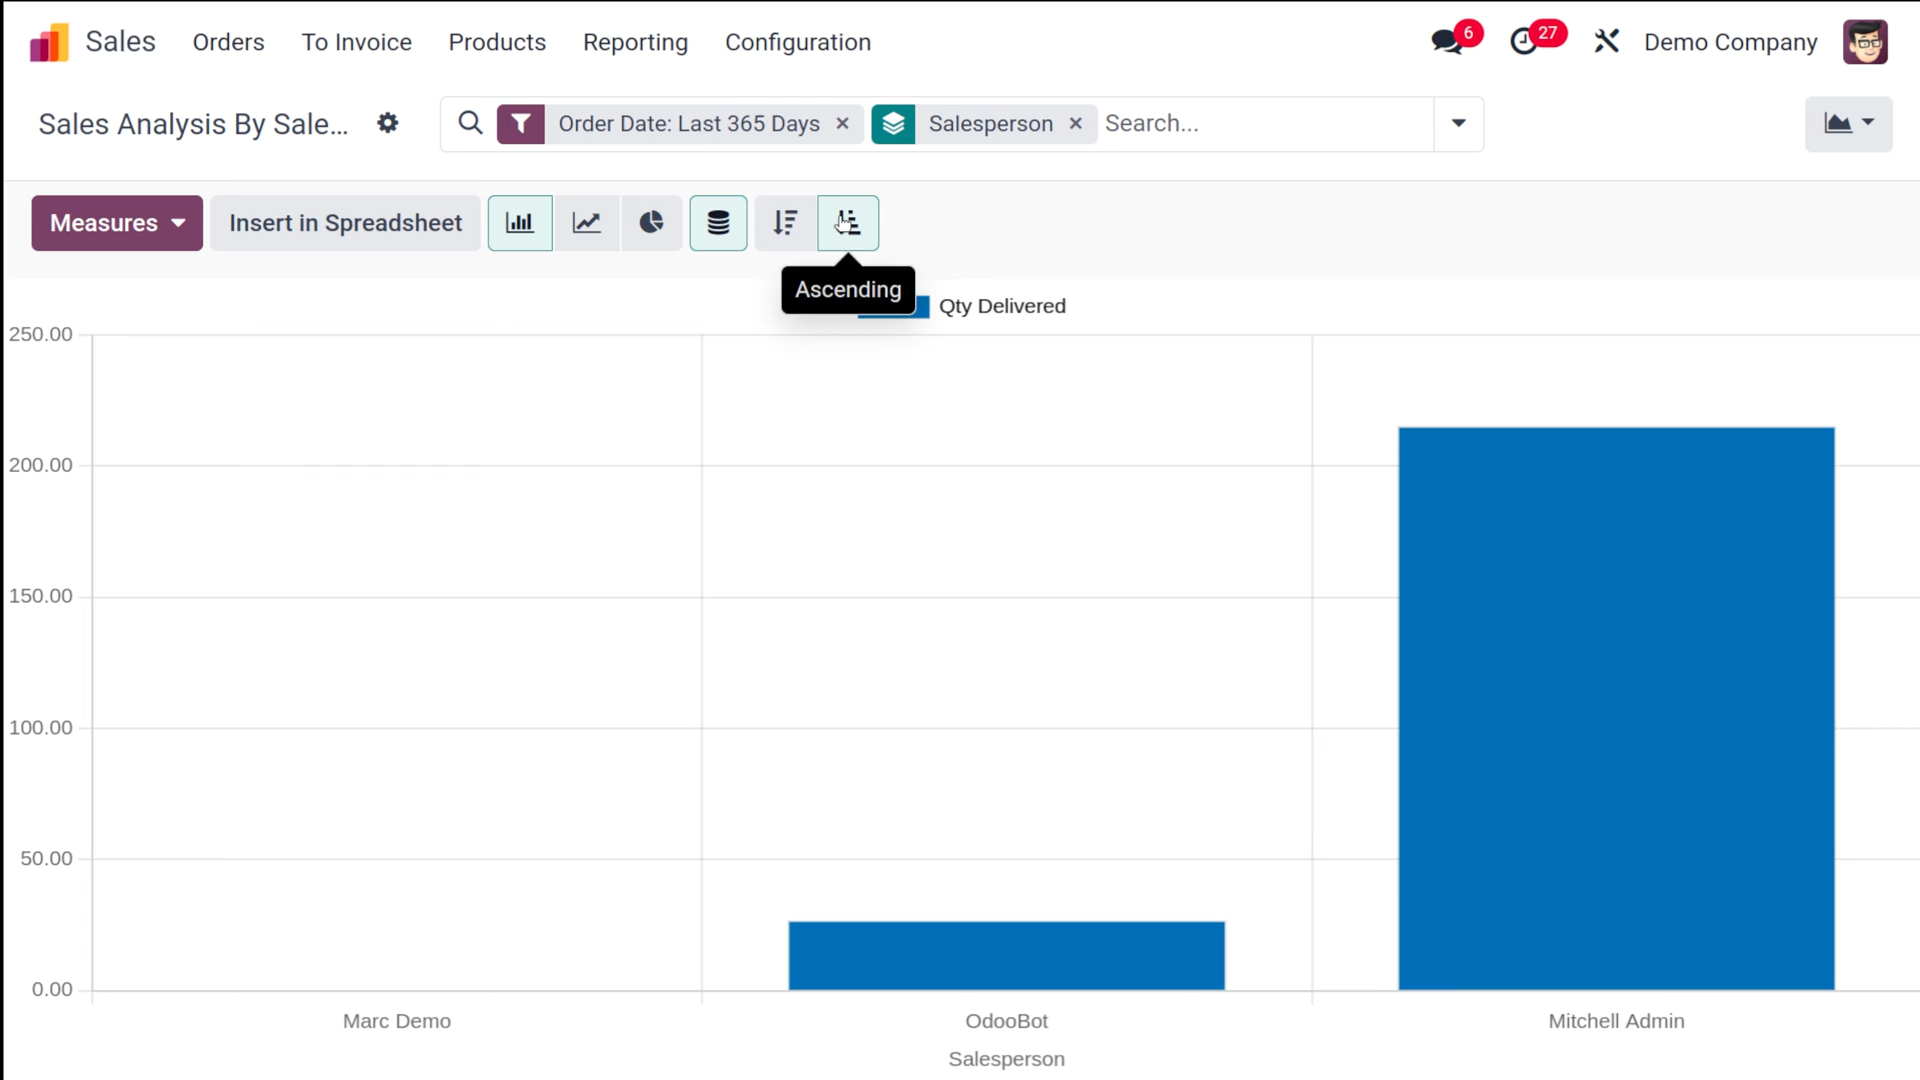 Sales Orders To Invoice Products Reporting Configuration 6 27 Demo Company
Sales Analysis By Sale... Order Date: Last 365 Days × Salesperson × Search...
Measures Insert in Spreadsheet
Ascending
Qty Delivered
250.00
200.00
150.00
100.00
50.00
0.00
Marc Demo OdooBot Mitchell Admin
Salesperson